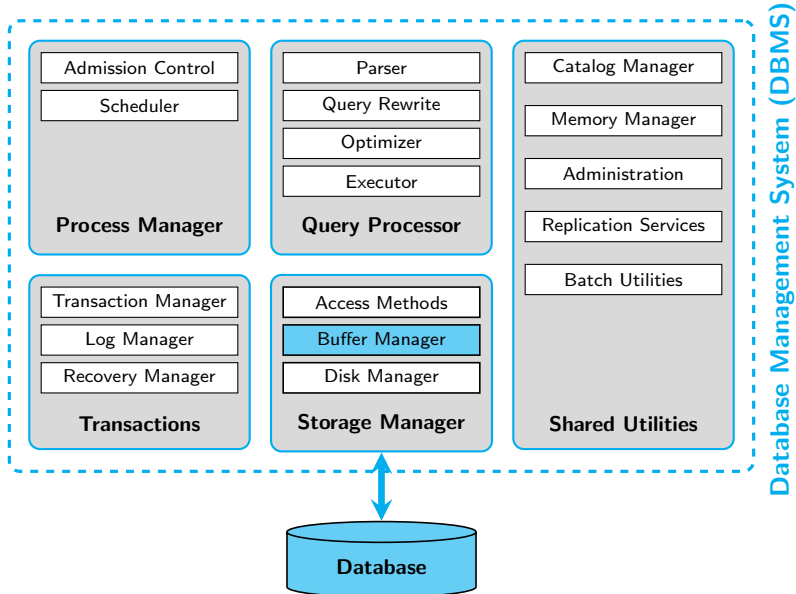 Admission Control
Scheduler
Process Manager
Parser
Query Rewrite
Optimizer
Executor
Query Processor
Catalog Manager
Memory Manager
Administration
Replication Services
Batch Utilities
Shared Utilities
Transaction Manager
Log Manager
Recovery Manager
Transactions
Access Methods
Buffer Manager
Disk Manager
Storage Manager
Database
Database Management System (DBMS)